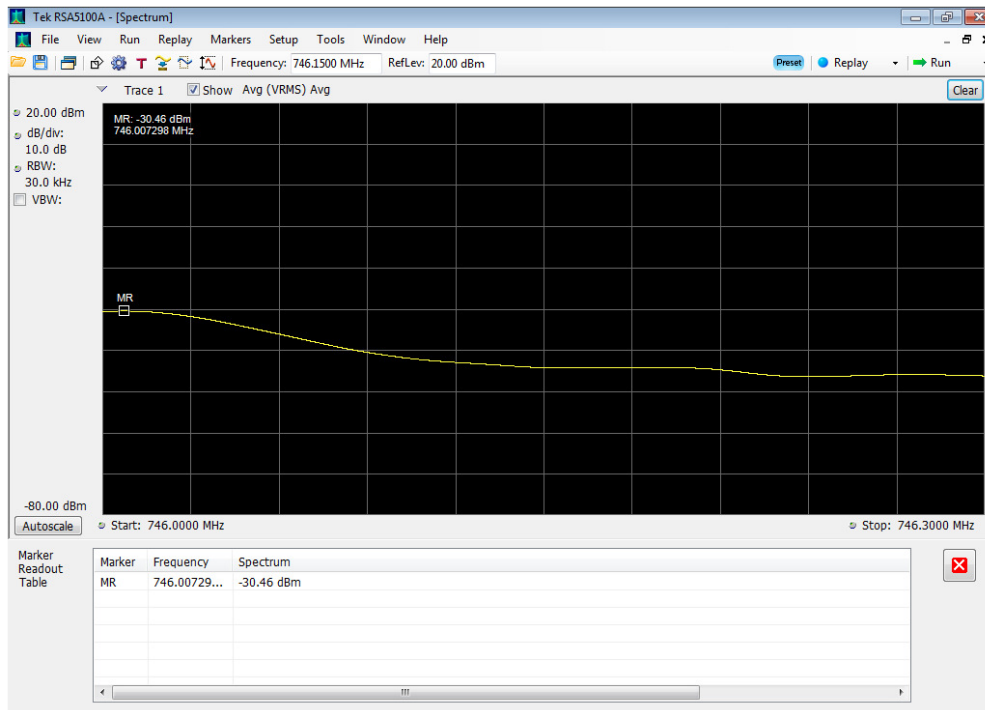 Tek RSA5100A - [Spectrum]
File View Run Replay Markers Setup Tools Window Help
T Frequency: 746.1500 MHz RefLev: 20.00 dBm Preset Replay Run
Trace 1 Show Avg (VRMS) Avg Clear
20.00 dBm
dB/div:
10.0 dB
RBW:
30.0 kHz
VBW:
MR: -30.46 dBm
746.007298 MHz
MR
-80.00 dBm
Autoscale Start: 746.0000 MHz Stop: 746.3000 MHz
Marker
Readout
Table
Marker Frequency Spectrum
MR 746.00729... -30.46 dBm